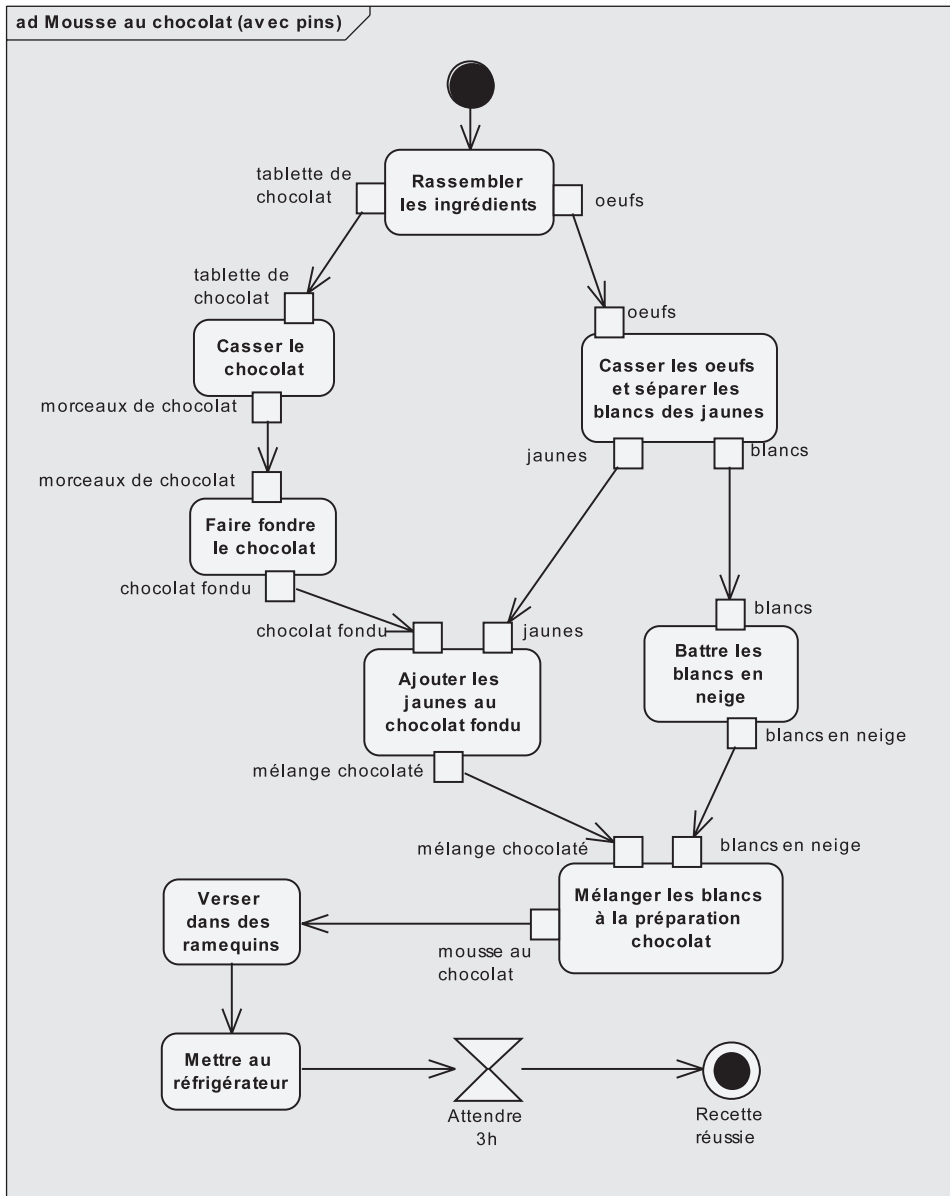 ad Mousse au chocolat (avec pins)
tablette de
chocolat
Rassembler
les ingrédients
oeufs
tablette de
chocolat
oeufs
Casser le
chocolat
Casser les oeufs
et séparer les
blancs des jaunes
morceaux de chocolat
jaunes
blancs
morceaux de chocolat
Faire fondre
le chocolat
chocolat fondu
blancs
chocolat fondu
jaunes
Battre les
blancs en
neige
Ajouter les
jaunes au
chocolat fondu
blancs en neige
mélange chocolaté
mélange chocolaté
blancs en neige
Verser
dans des
ramequins
Mélanger les blancs
à la préparation
chocolat
mousse au
chocolat
Mettre au
réfrigérateur
Attendre
3h
Recette
réussie